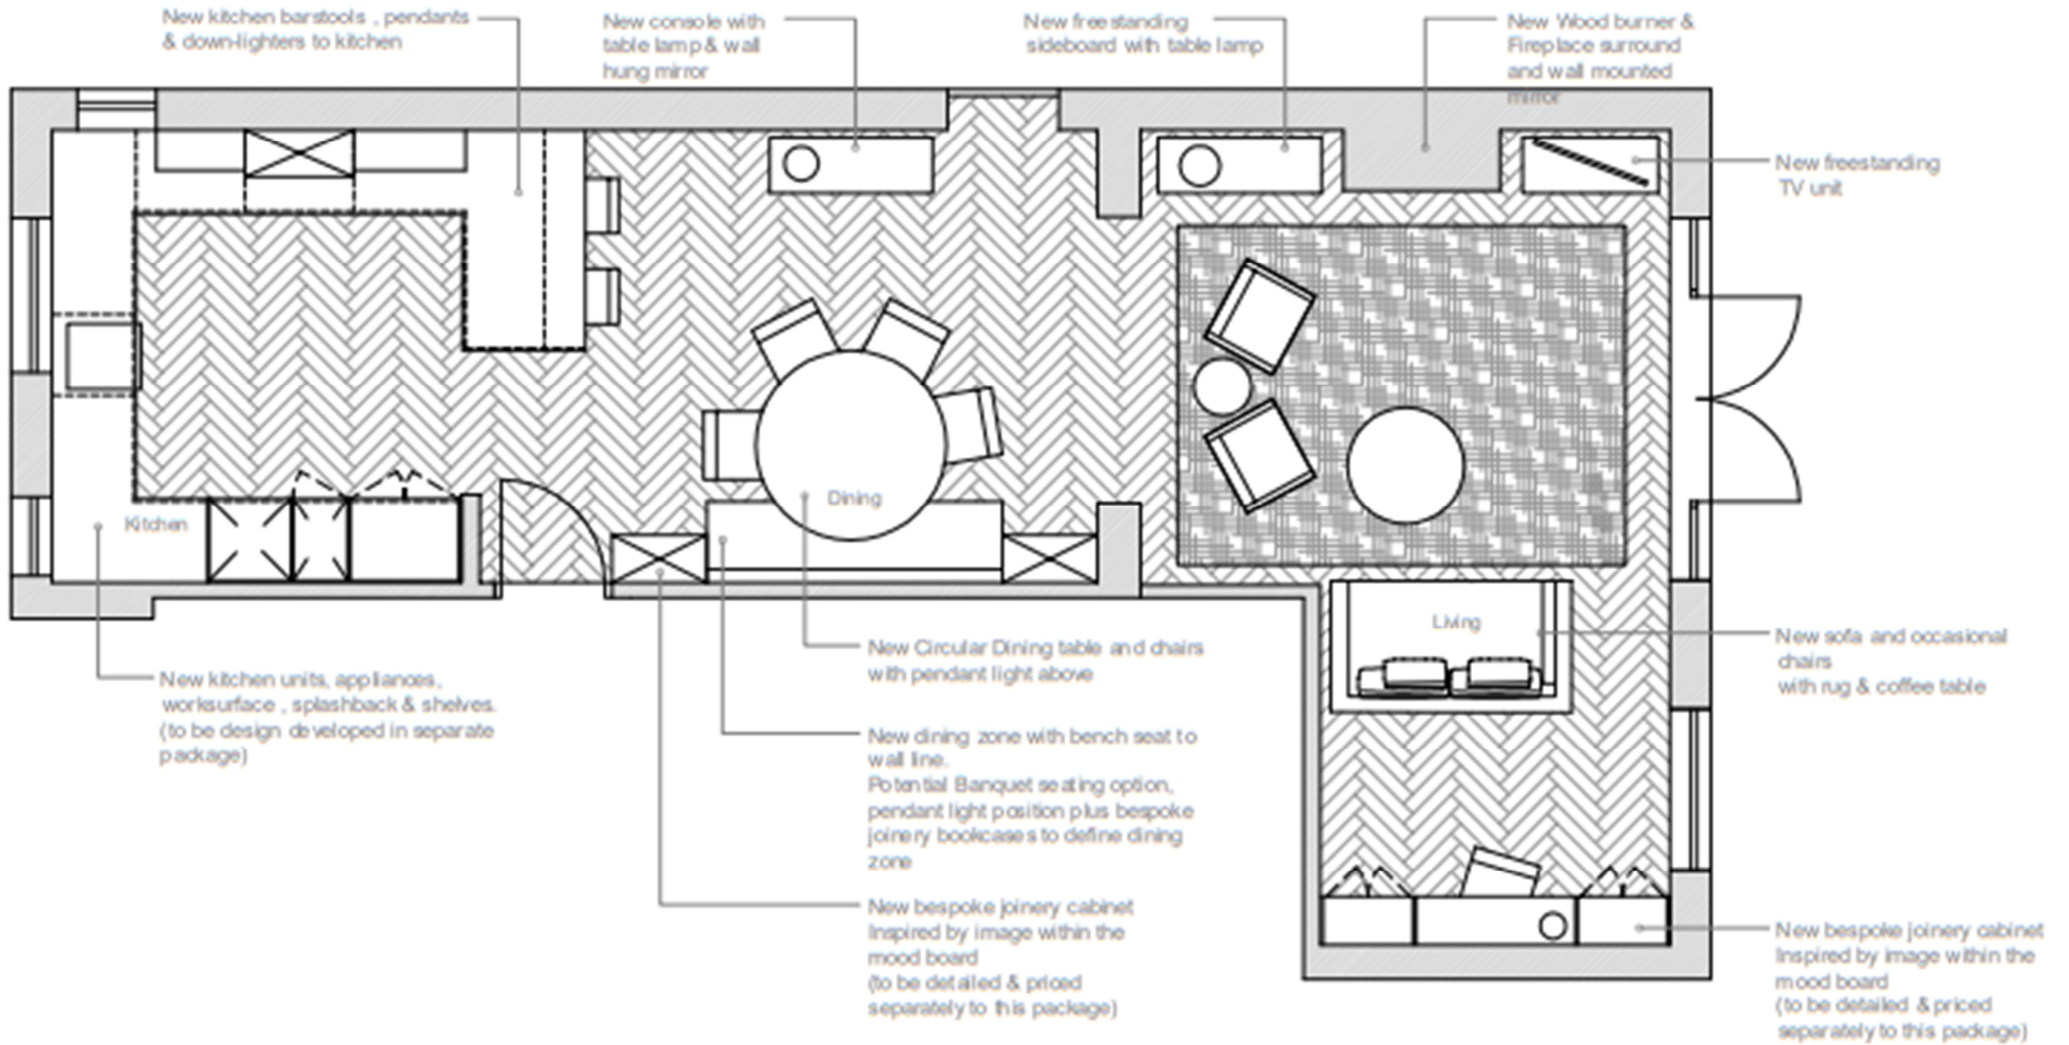 New kitchen barstools , pendants
& down-lighters to kitchen
New console with
table lamp & wall
hung mirror
New freestanding
sideboard with table lamp
New Wood burner &
Fireplace surround
and wall mounted
mirror
New freestanding
TV unit
Kitchen
Dining
Living
New kitchen units, appliances,
worksurface , splashback & shelves.
(to be design developed in separate
package)
New Circular Dining table and chairs
with pendant light above
New dining zone with bench seat to
wall line.
Potential Banquet seating option,
pendant light position plus bespoke
joinery bookcases to define dining
zone
New bespoke joinery cabinet
Inspired by image within the
mood board
(to be detailed & priced
separately to this package)
New sofa and occasional
chairs
with rug & coffee table
New bespoke joinery cabinet
Inspired by image within the
mood board
(to be detailed & priced
separately to this package)